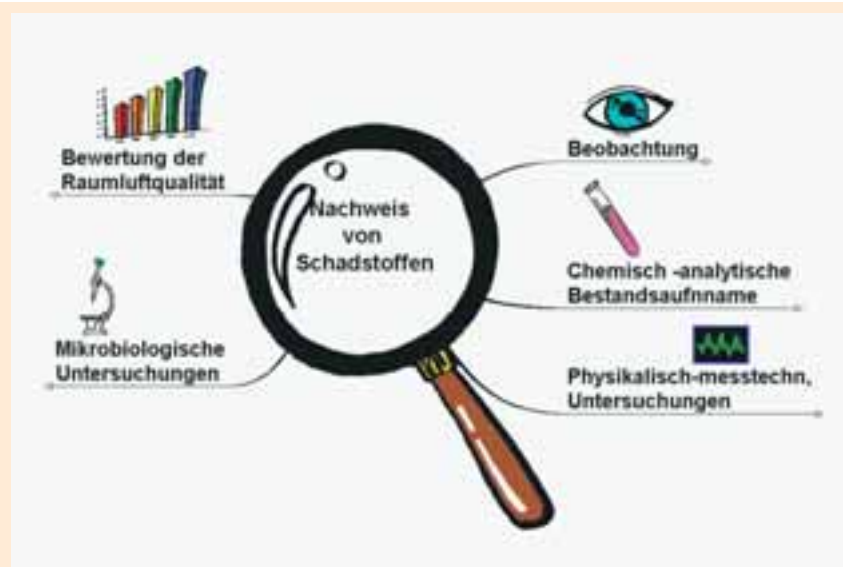 Nachweis
von
Schadstoffen
Beobachtung
Chemisch -analytische
Bestandsaufnname
Physikalisch-messtechn,
Untersuchungen
Mikrobiologische
Untersuchungen
Bewertung der
Raumluftqualität